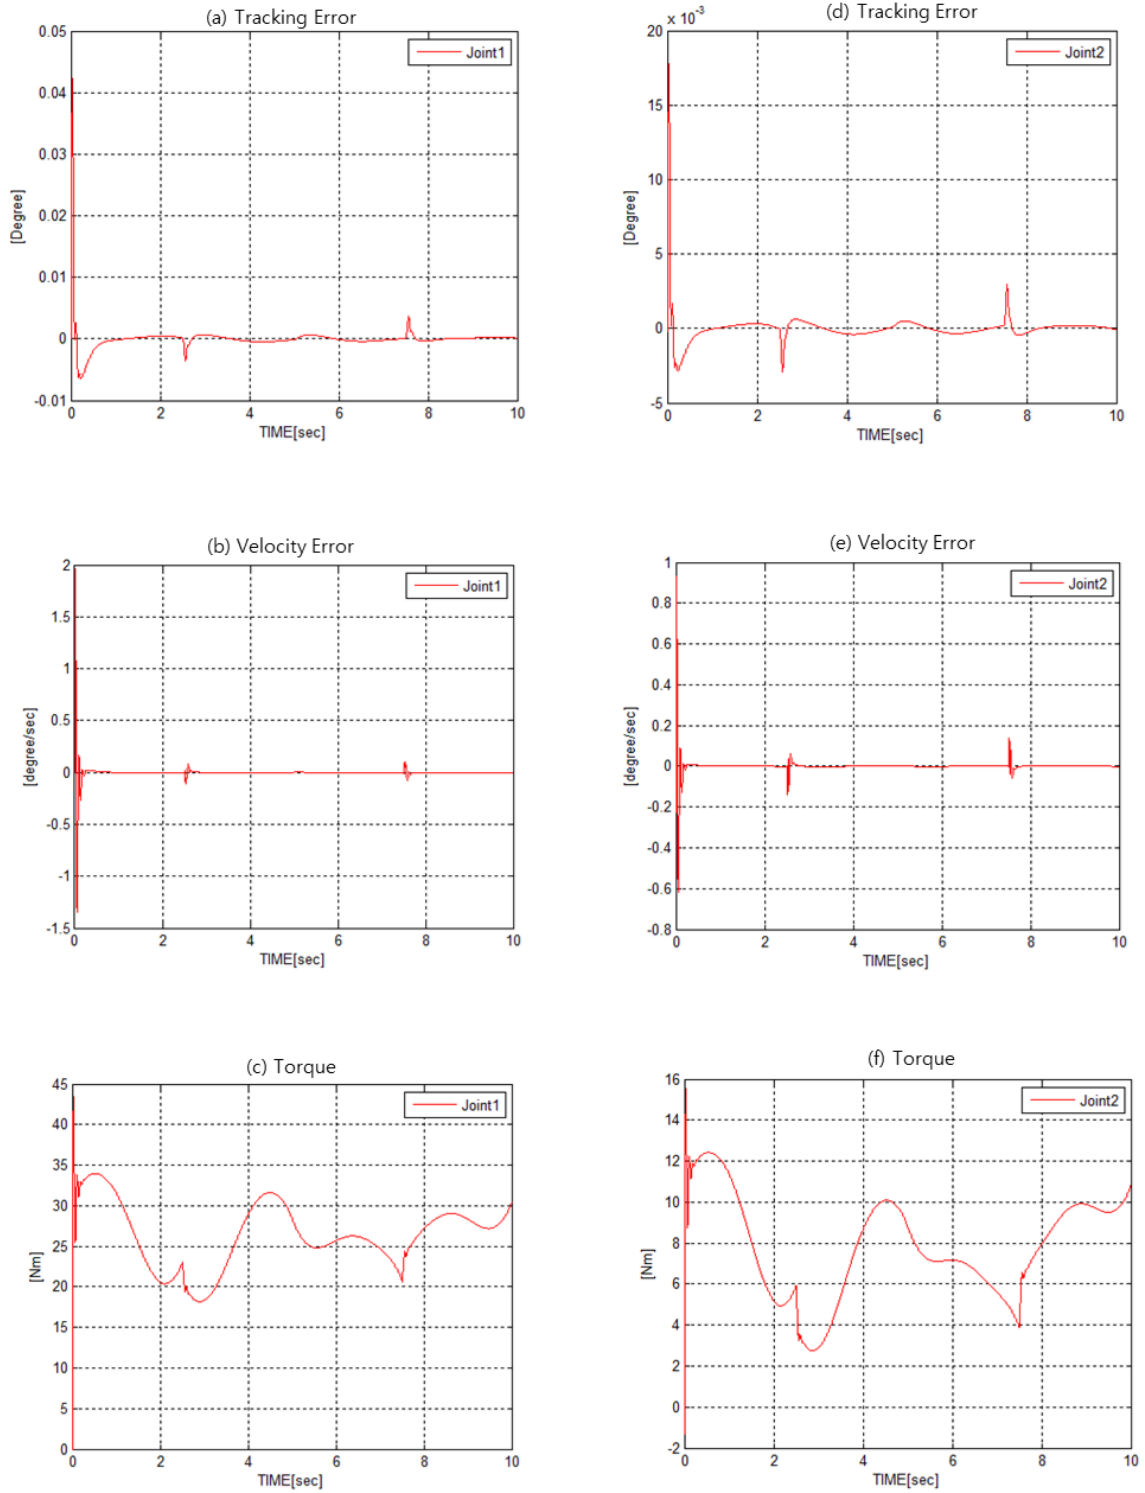 (a) Tracking Error
0.05
0.04
0.03
0.02
0.01
0
-0.01
[Degree]
Joint1
0 2 4 6 8 10
TIME[sec]
(d) Tracking Error
x 10-3
20
15
10
5
0
-5
[Degree]
Joint2
0 2 4 6 8 10
TIME[sec]
(b) Velocity Error
2
1.5
1
0.5
0
-0.5
-1
-1.5
[degree/sec]
Joint1
0 2 4 6 8 10
TIME[sec]
(e) Velocity Error
1
0.8
0.6
0.4
0.2
0
-0.2
-0.4
-0.6
-0.8
[degree/sec]
Joint2
0 2 4 6 8 10
TIME[sec]
(c) Torque
45
40
35
30
25
20
15
10
5
0
[Nm]
Joint1
0 2 4 6 8 10
TIME[sec]
(f) Torque
16
14
12
10
8
6
4
2
0
-2
[Nm]
Joint2
0 2 4 6 8 10
TIME[sec]